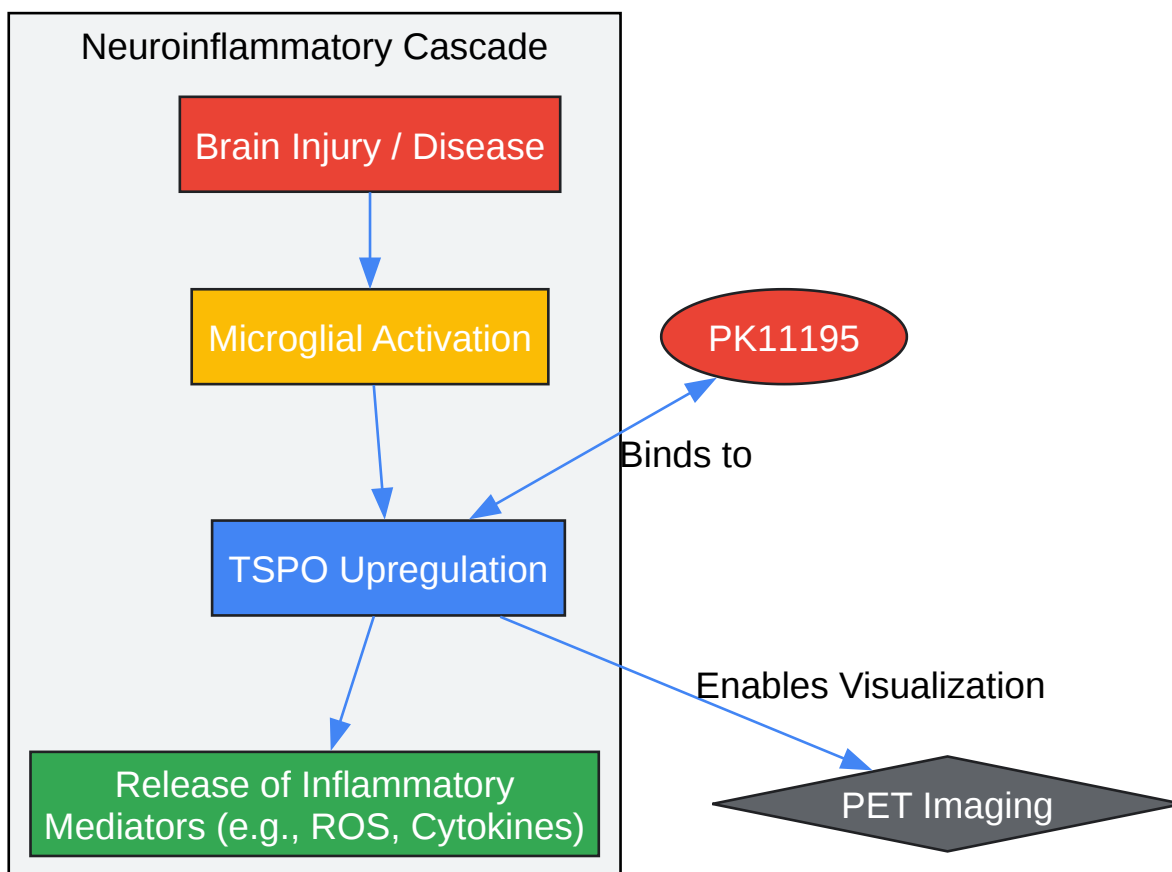 Neuroinflammatory Cascade
Brain Injury / Disease
Microglial Activation
PK11195
Binds to
TSPO Upregulation
Enables Visualization
Release of Inflammatory
Mediators (e.g., ROS, Cytokines)
PET Imaging